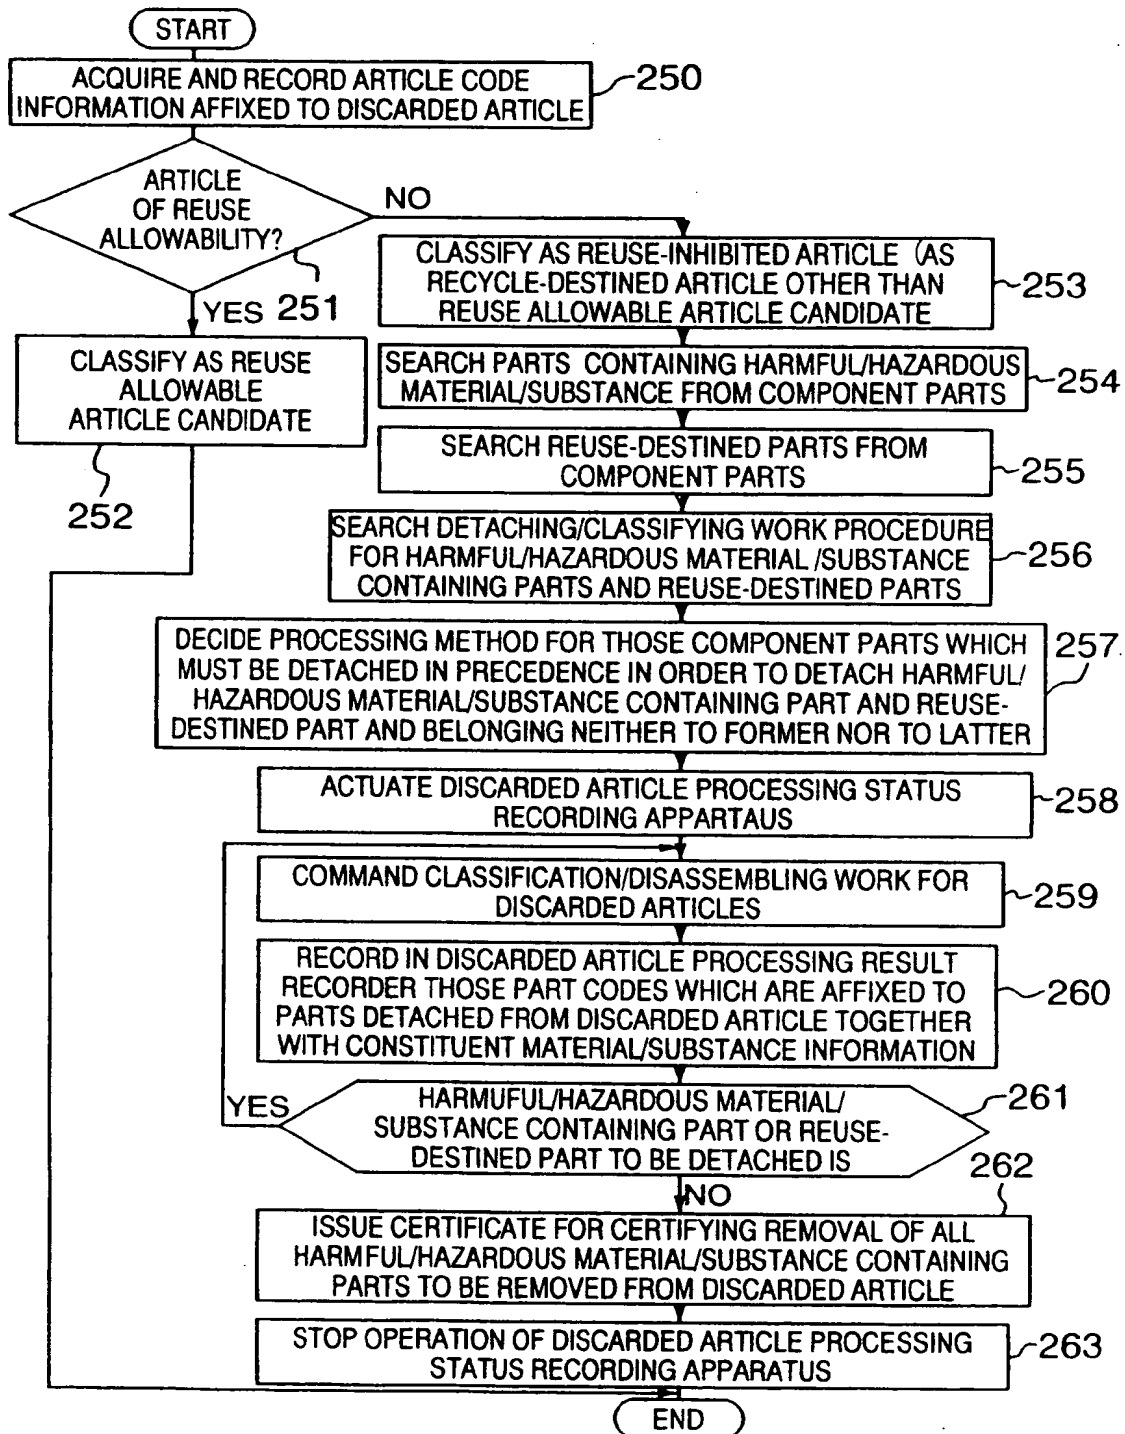 START
ACQUIRE AND RECORD ARTICLE CODE
INFORMATION AFFIXED TO DISCARDED ARTICLE
250
ARTICLE
OF REUSE
ALLOWABILITY?
NO
251
YES
CLASSIFY AS REUSE
ALLOWABLE
ARTICLE CANDIDATE
252
CLASSIFY AS REUSE-INHIBITED ARTICLE (AS
RECYCLE-DESTINED ARTICLE OTHER THAN
REUSE ALLOWABLE ARTICLE CANDIDATE
253
SEARCH PARTS CONTAINING HARMFUL/HAZARDOUS
MATERIAL/SUBSTANCE FROM COMPONENT PARTS
254
SEARCH REUSE-DESTINED PARTS FROM
COMPONENT PARTS
255
SEARCH DETACHING/CLASSIFYING WORK PROCEDURE
FOR HARMFUL/HAZARDOUS MATERIAL /SUBSTANCE
CONTAINING PARTS AND REUSE-DESTINED PARTS
256
DECIDE PROCESSING METHOD FOR THOSE COMPONENT PARTS WHICH
MUST BE DETACHED IN PRECEDENCE IN ORDER TO DETACH HARMFUL/
HAZARDOUS MATERIAL/SUBSTANCE CONTAINING PART AND REUSE-
DESTINED PART AND BELONGING NEITHER TO FORMER NOR TO LATTER
257
ACTUATE DISCARDED ARTICLE PROCESSING STATUS
RECORDING APPARTAUS
258
COMMAND CLASSIFICATION/DISASSEMBLING WORK FOR
DISCARDED ARTICLES
259
RECORD IN DISCARDED ARTICLE PROCESSING RESULT
RECORDER THOSE PART CODES WHICH ARE AFFIXED TO
PARTS DETACHED FROM DISCARDED ARTICLE TOGETHER
WITH CONSTITUENT MATERIAL/SUBSTANCE INFORMATION
260
YES
HARMUFUL/HAZARDOUS MATERIAL/
SUBSTANCE CONTAINING PART OR REUSE-
DESTINED PART TO BE DETACHED IS
261
NO
262
ISSUE CERTIFICATE FOR CERTIFYING REMOVAL OF ALL
HARMFUL/HAZARDOUS MATERIAL/SUBSTANCE CONTAINING
PARTS TO BE REMOVED FROM DISCARDED ARTICLE
STOP OPERATION OF DISCARDED ARTICLE PROCESSING
STATUS RECORDING APPARATUS
263
END